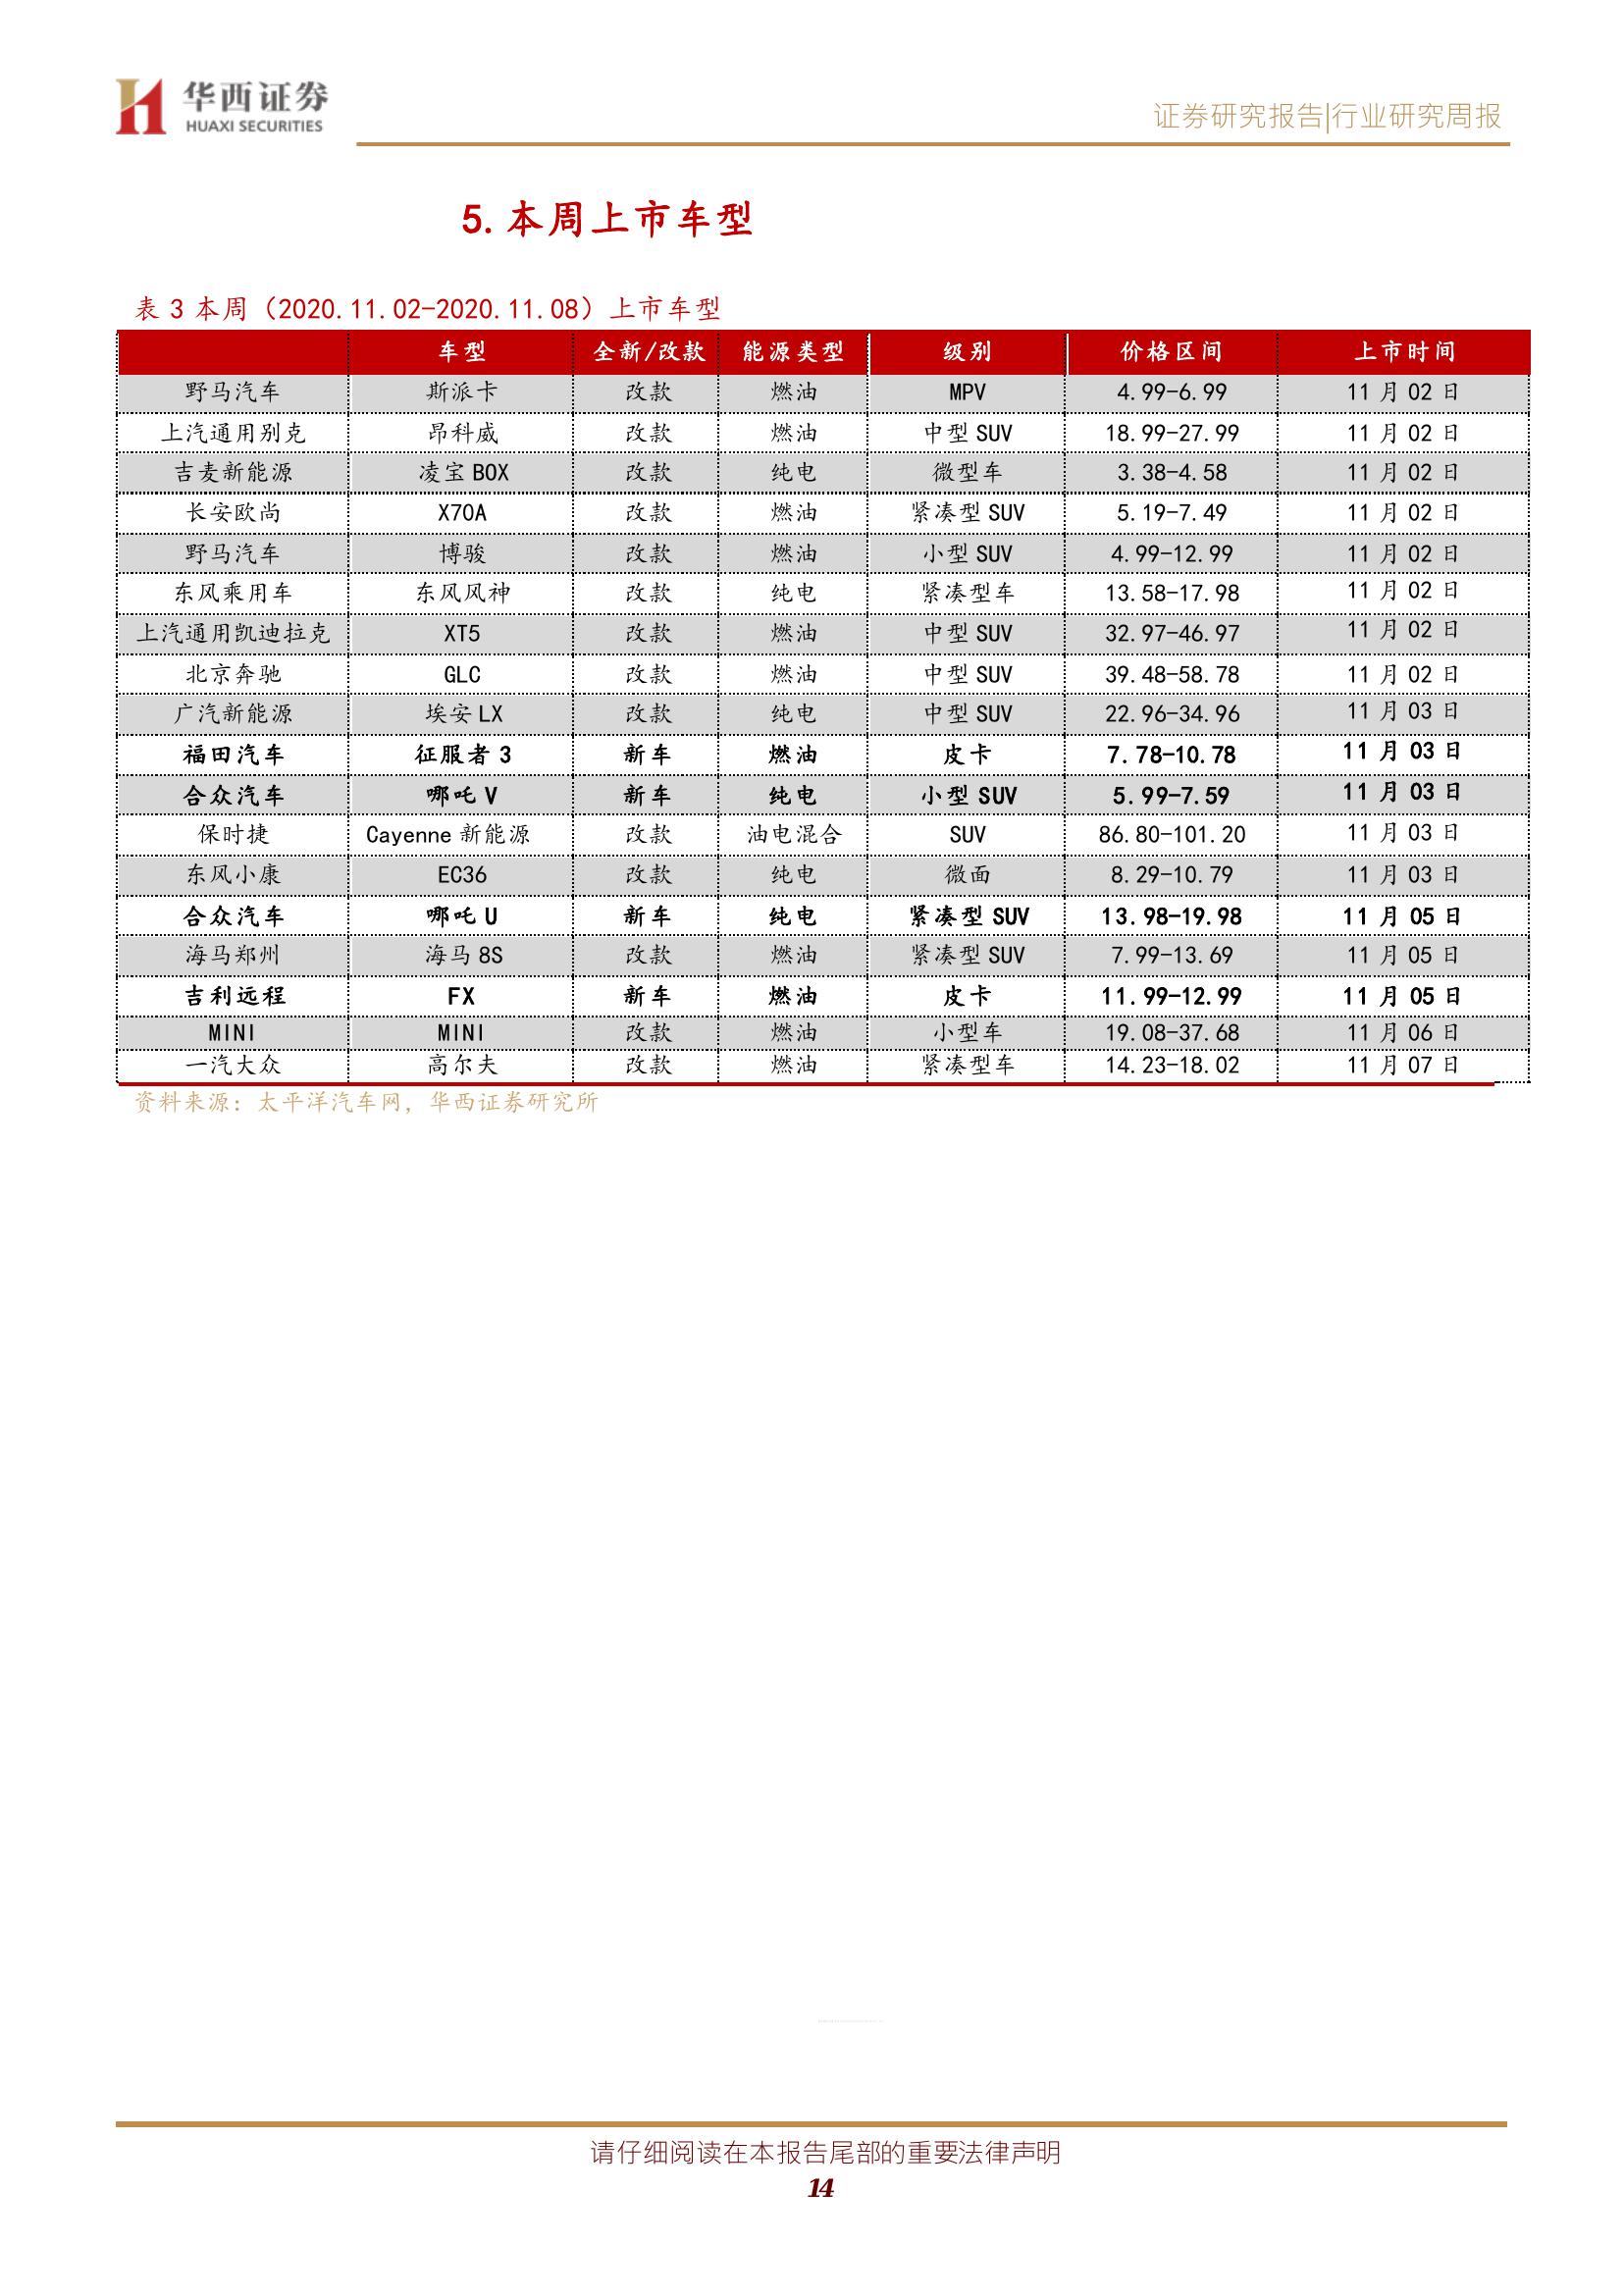 华西证券
HUAXI SECURITIES
证券研究报告|行业研究周报
5. 本周上市车型
表 3 本周（2020.11.02-2020.11.08）上市车型
车型 全新/改款 能源类型 级别 价格区间 上市时间
野马汽车 斯派卡 改款 燃油 MPV 4.99-6.99 11 月 02 日
上汽通用别克 昂科威 改款 燃油 中型 SUV 18.99-27.99 11 月 02 日
吉麦新能源 凌宝 BOX 改款 纯电 微型车 3.38-4.58 11 月 02 日
长安欧尚 X70A 改款 燃油 紧凑型 SUV 5.19-7.49 11 月 02 日
野马汽车 博骏 改款 燃油 小型 SUV 4.99-12.99 11 月 02 日
东风乘用车 东风风神 改款 纯电 紧凑型车 13.58-17.98 11 月 02 日
上汽通用凯迪拉克 XT5 改款 燃油 中型 SUV 32.97-46.97 11 月 02 日
北京奔驰 GLC 改款 燃油 中型 SUV 39.48-58.78 11 月 02 日
广汽新能源 埃安 LX 改款 纯电 中型 SUV 22.96-34.96 11 月 03 日
福田汽车 征服者 3 新车 燃油 皮卡 7.78-10.78 11 月 03 日
合众汽车 哪吒 V 新车 纯电 小型 SUV 5.99-7.59 11 月 03 日
保时捷 Cayenne 新能源 改款 油电混合 SUV 86.80-101.20 11 月 03 日
东风小康 EC36 改款 纯电 微面 8.29-10.79 11 月 03 日
合众汽车 哪吒 U 新车 纯电 紧凑型 SUV 13.98-19.98 11 月 05 日
海马郑州 海马 8S 改款 燃油 紧凑型 SUV 7.99-13.69 11 月 05 日
吉利远程 FX 新车 燃油 皮卡 11.99-12.99 11 月 05 日
MINI MINI 改款 燃油 小型车 19.08-37.68 11 月 06 日
一汽大众 高尔夫 改款 燃油 紧凑型车 14.23-18.02 11 月 07 日
资料来源：太平洋汽车网，华西证券研究所
请仔细阅读在本报告尾部的重要法律声明
14